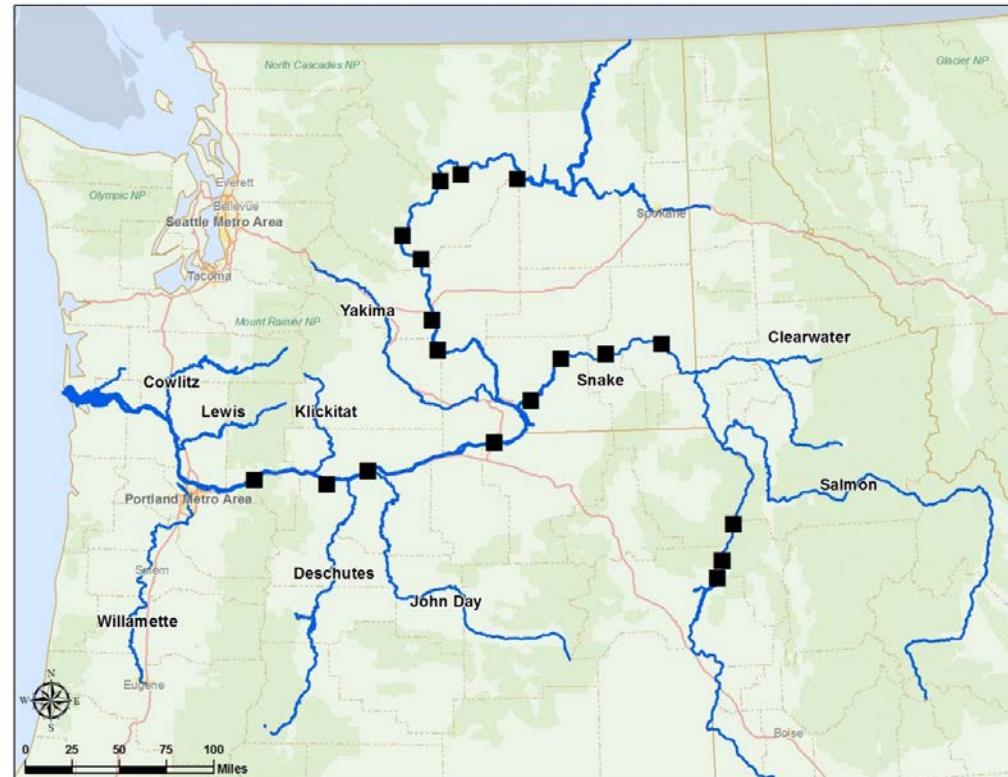 North Cascades NP
Glacier NP
Everett
Olympic NP
Bellevue
Seattle Metro Area
Spokane
Tacoma
Yakima
Mount Rainier NP
Clearwater
Cowlitz
Snake
Lewis
Klickitat
Portland Metro Area
Salmon
Salem
Deschutes
John Day
Willamette
Eugene
N
W
E
S
Boise
0 25 50 75 100
Miles